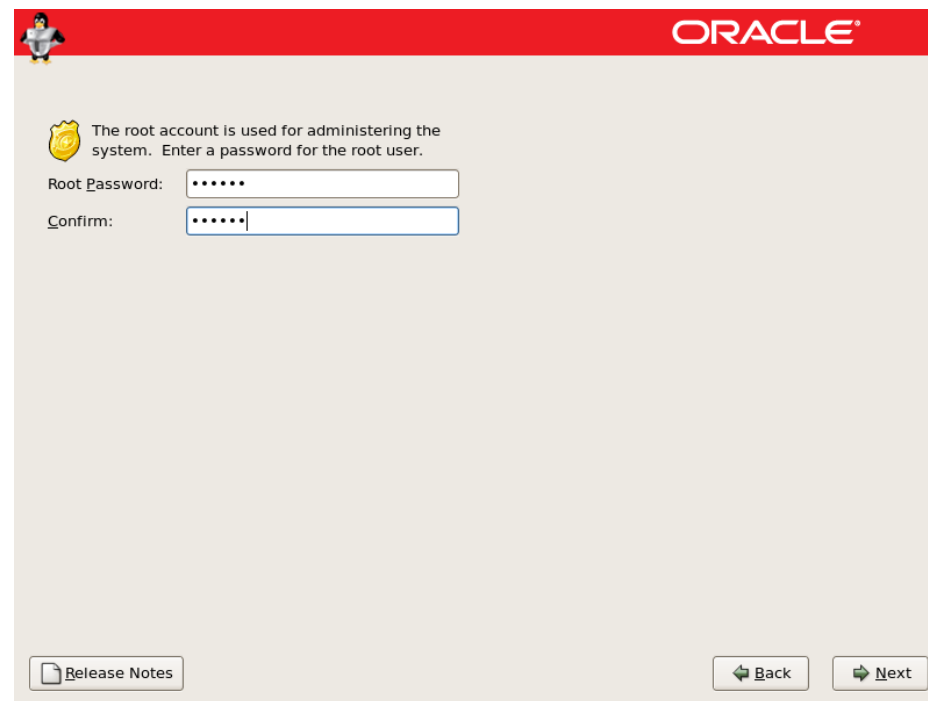 ORACLE®
The root account is used for administering the
system. Enter a password for the root user.
Root Password: ••••••
Confirm: ••••••
Release Notes
Back
Next